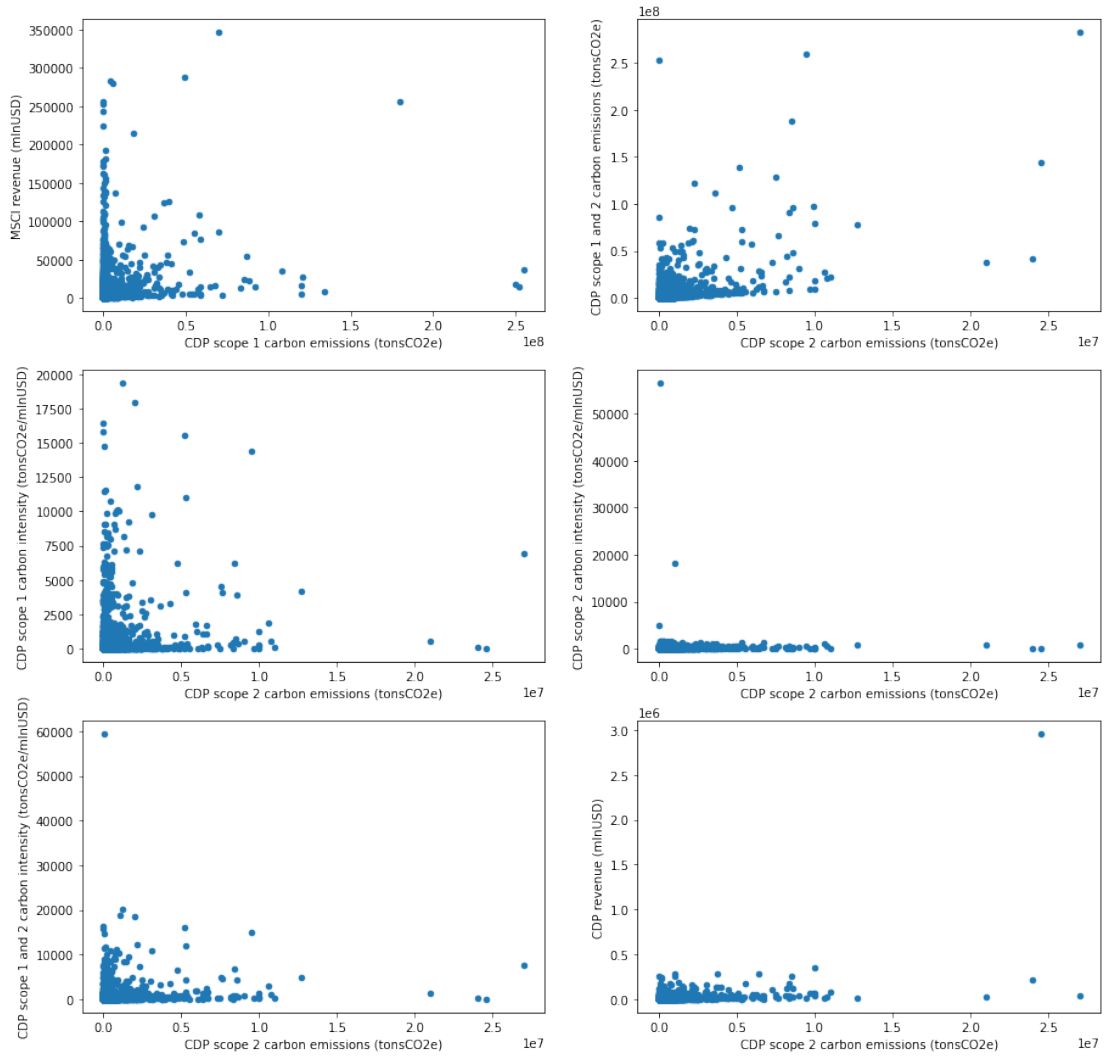 MSCI revenue (mlnUSD)
350000
300000
250000
200000
150000
100000
50000
0
0.0 0.5 1.0 1.5 2.0 2.5
CDP scope 1 carbon emissions (tonsCO2e)
1e8
1e8
CDP scope 1 and 2 carbon emissions (tonsCO2e)
2.5
2.0
1.5
1.0
0.5
0.0
0.0 0.5 1.0 1.5 2.0 2.5
CDP scope 2 carbon emissions (tonsCO2e)
1e7
CDP scope 1 carbon intensity (tonsCO2e/mlnUSD)
20000
17500
15000
12500
10000
7500
5000
2500
0
0.0 0.5 1.0 1.5 2.0 2.5
CDP scope 2 carbon emissions (tonsCO2e)
1e7
CDP scope 2 carbon intensity (tonsCO2e/mlnUSD)
50000
40000
30000
20000
10000
0
0.0 0.5 1.0 1.5 2.0 2.5
CDP scope 2 carbon emissions (tonsCO2e)
1e7
CDP scope 1 and 2 carbon intensity (tonsCO2e/mlnUSD)
60000
50000
40000
30000
20000
10000
0
0.0 0.5 1.0 1.5 2.0 2.5
CDP scope 2 carbon emissions (tonsCO2e)
1e7
1e6
CDP revenue (mlnUSD)
3.0
2.5
2.0
1.5
1.0
0.5
0.0
0.0 0.5 1.0 1.5 2.0 2.5
CDP scope 2 carbon emissions (tonsCO2e)
1e7